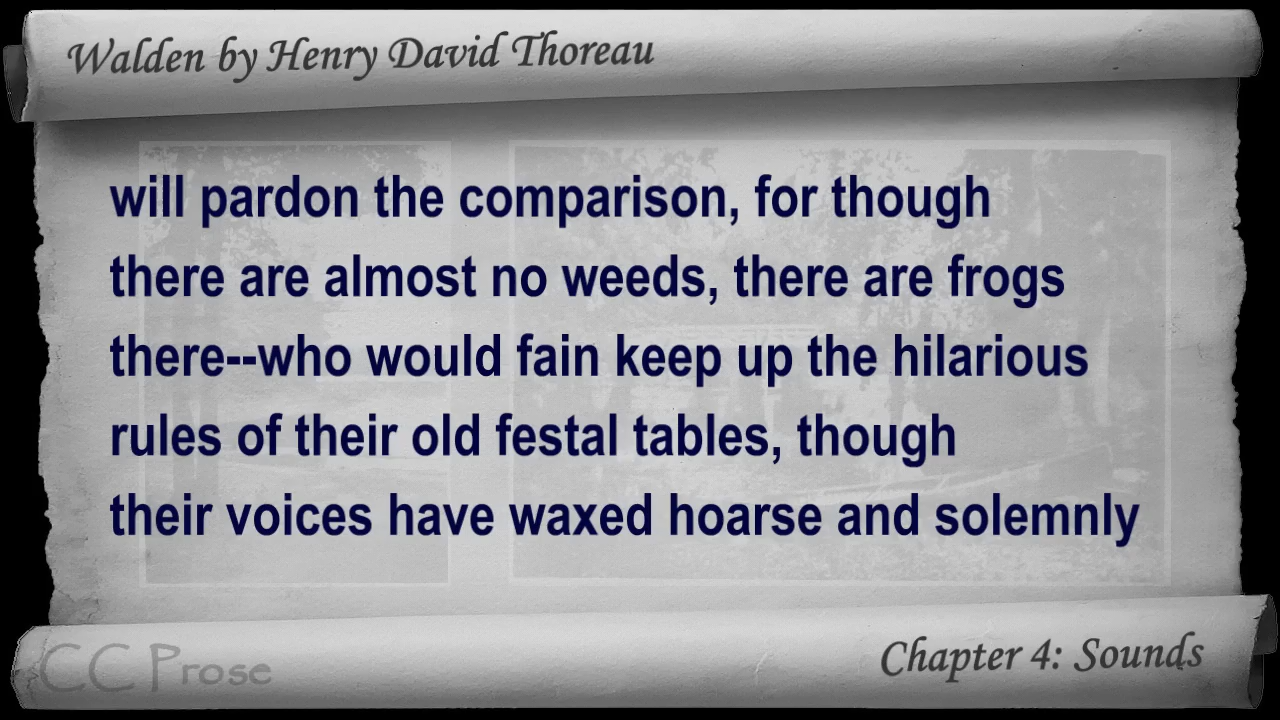 Walden by Henry David Thoreau
will pardon the comparison, for though
there are almost no weeds, there are frogs
there--who would fain keep up the hilarious
rules of their old festal tables, though
their voices have waxed hoarse and solemnly
CC Prose
Chapter 4: Sounds